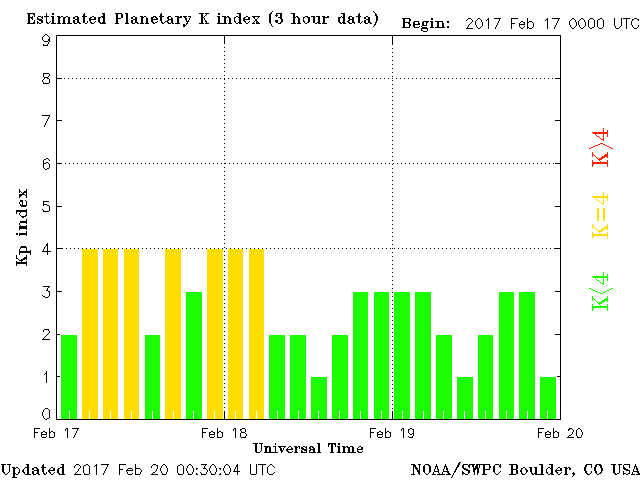 Estimated Planetary K index (3 hour data) Begin: 2017 Feb 17 0000 UTC
9
8
7
6
5
4
3
2
1
0
Kp index
K>4
K=4
K<4
Feb 17 Feb 18 Feb 19 Feb 20
Universal Time
Updated 2017 Feb 20 00:30:04 UTC NOAA/SWPC Boulder, CO USA